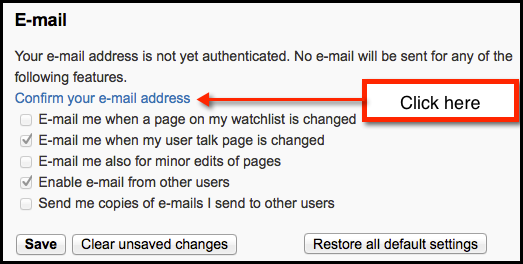 E-mail
Your e-mail address is not yet authenticated. No e-mail will be sent for any of the
following features.
Confirm your e-mail address
Click here
E-mail me when a page on my watchlist is changed
E-mail me when my user talk page is changed
E-mail me also for minor edits of pages
Enable e-mail from other users
Send me copies of e-mails I send to other users
Save Clear unsaved changes Restore all default settings